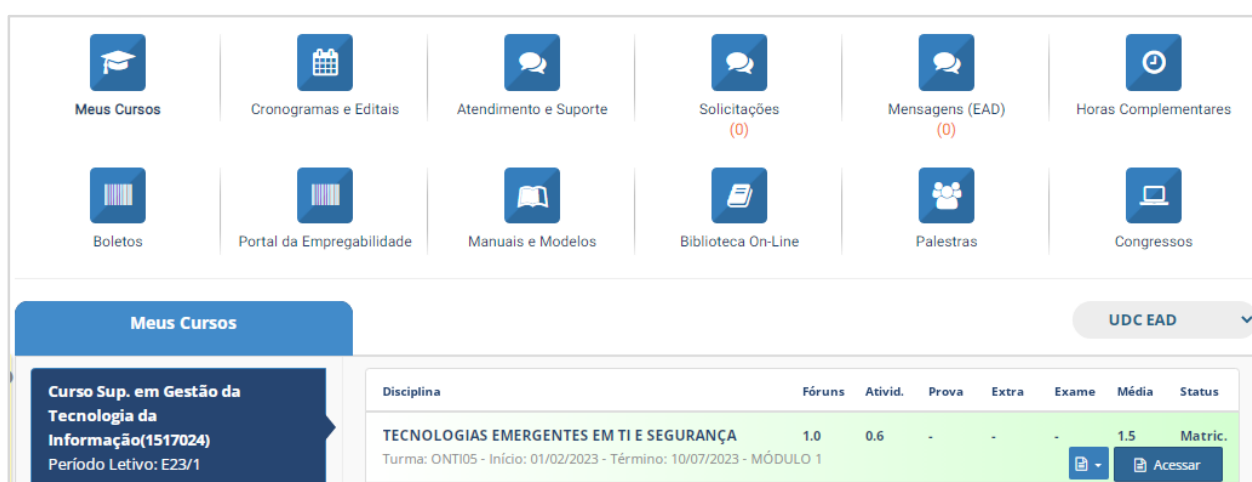 Meus Cursos
Cronogramas e Editais
Atendimento e Suporte
Solicitações
(0)
Mensagens (EAD)
(0)
Horas Complementares
Boletos
Portal da Empregabilidade
Manuais e Modelos
Biblioteca On-Line
Palestras
Congressos
Meus Cursos
UDC EAD
Curso Sup. em Gestão da
Tecnologia da
Informação(1517024)
Período Letivo: E23/1
Disciplina Fóruns Ativid. Prova Extra Exame Média Status
TECNOLOGIAS EMERGENTES EM TI E SEGURANÇA 1.0 0.6 - - - 1.5 Matric.
Turma: ONTI05 - Início: 01/02/2023 - Término: 10/07/2023 - MÓDULO 1
Acessar